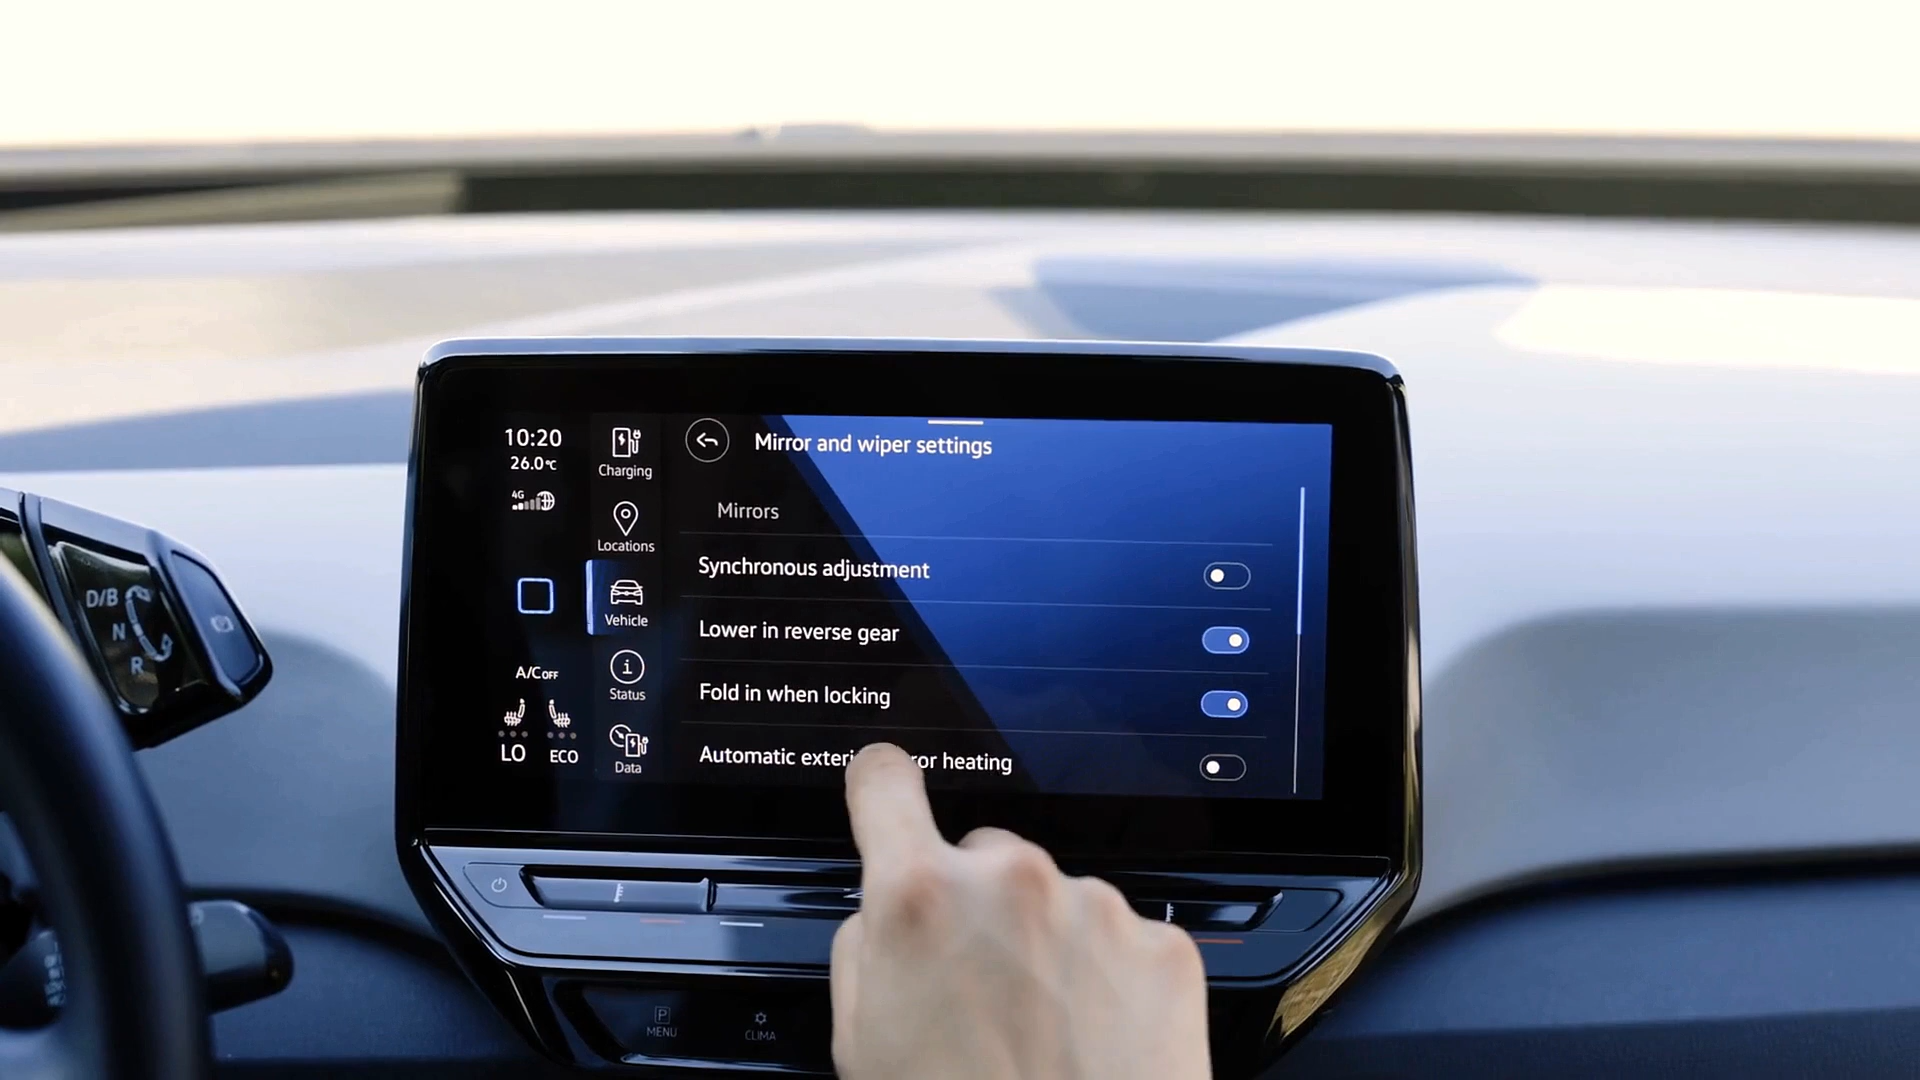 10:20
26.0°C
4G
A/C OFF
LO
ECO
Charging
Locations
Vehicle
Status
Data
Mirror and wiper settings
Mirrors
Synchronous adjustment
Lower in reverse gear
Fold in when locking
Automatic exteri ror heating
D/B
N
R
P
MENU
CLIMA